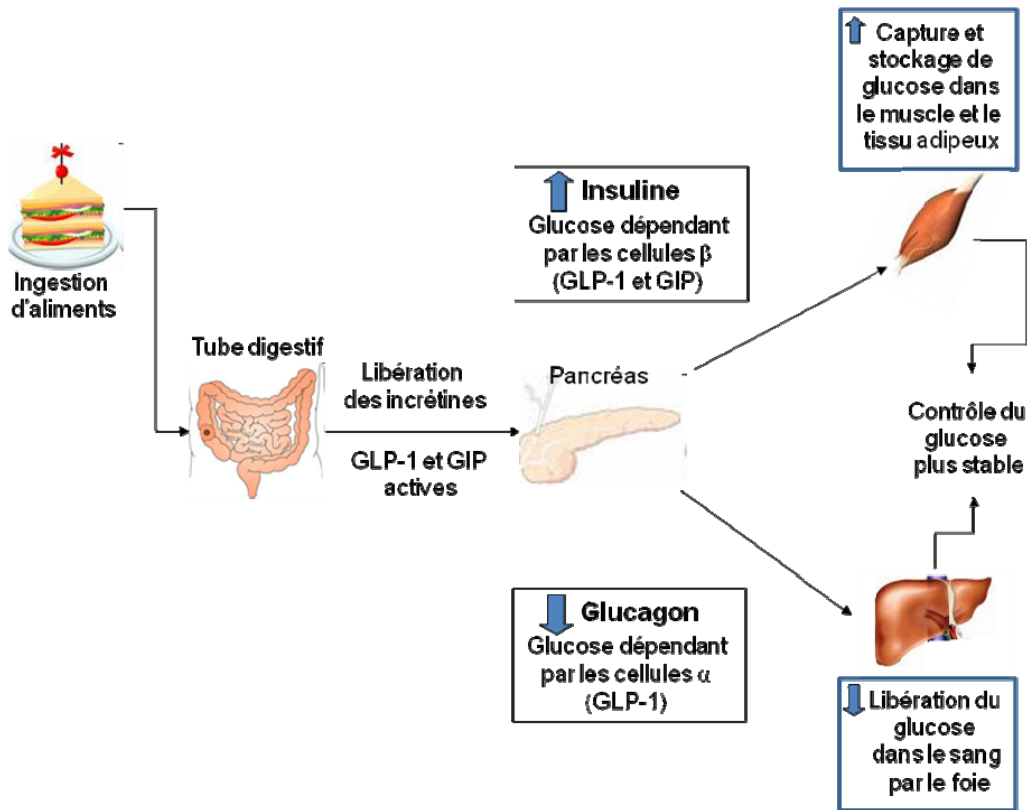 Ingestion
d'aliments
Tube digestif
Libération
des incrétines
GLP-1 et GIP
actives
Insuline
Glucose dépendant
par les cellules β
(GLP-1 et GIP)
Pancréas
Glucagon
Glucose dépendant
par les cellules α
(GLP-1)
Capture et
stockage de
glucose dans
le muscle et le
tissu adipeux
Contrôle du
glucose
plus stable
Libération du
glucose
dans le sang
par le foie